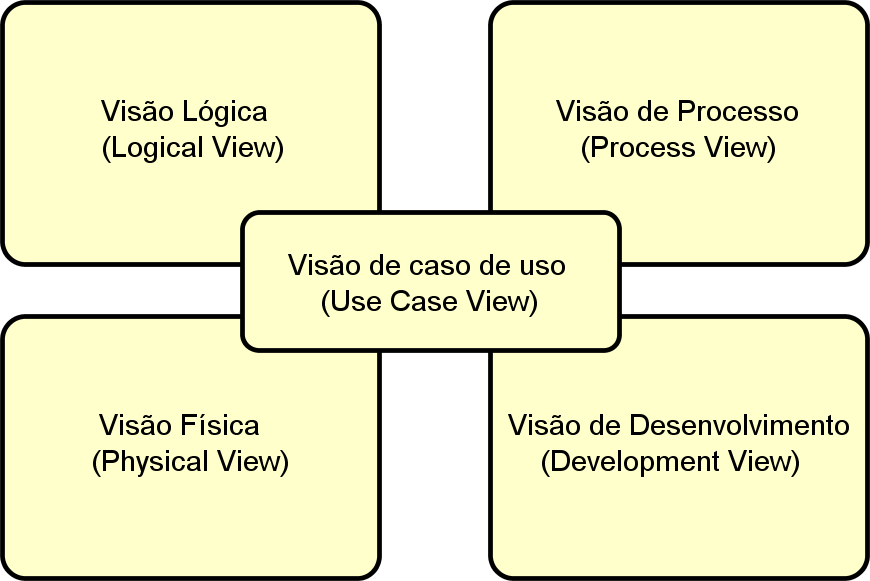 Visão Lógica
(Logical View)
Visão de Processo
(Process View)
Visão de caso de uso
(Use Case View)
Visão Física
(Physical View)
Visão de Desenvolvimento
(Development View)